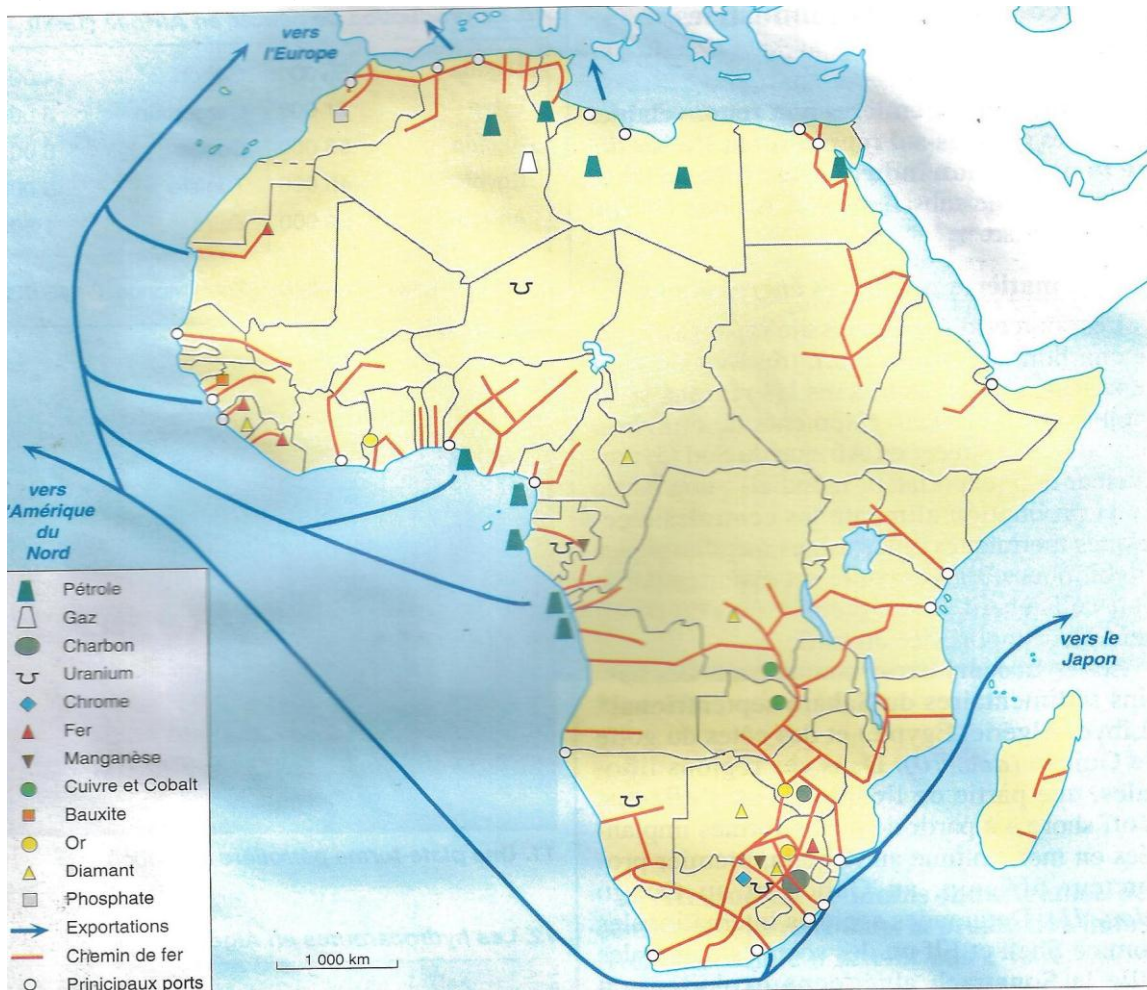 vers
l'Europe
vers
'Amérique
du
Nord
vers le
Japon
Pétrole
Gaz
Charbon
Uranium
Chrome
Fer
Manganèse
Cuivre et Cobalt
Bauxite
Or
Diamant
Phosphate
Exportations
Chemin de fer
Prinicipaux ports
1 000 km